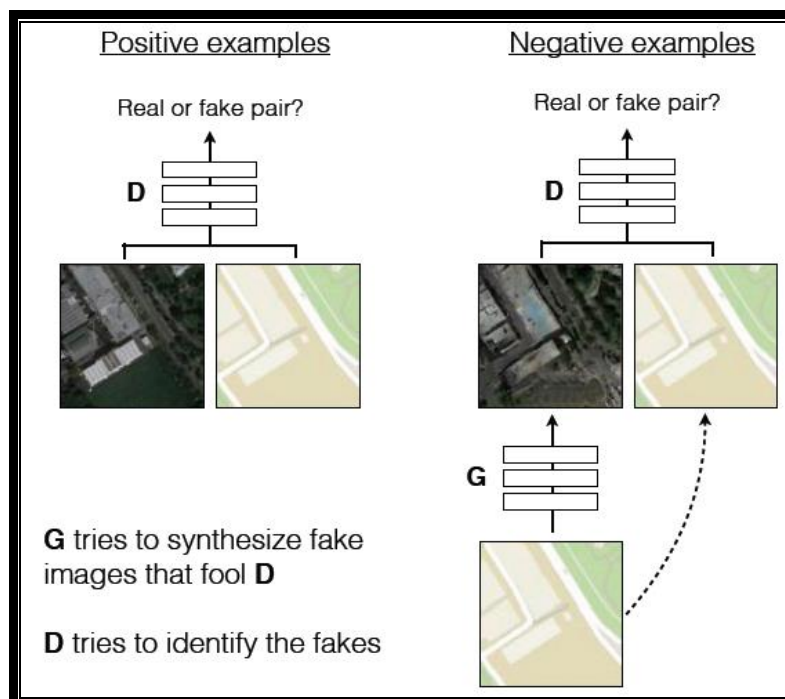 Positive examples
Real or fake pair?
D
Negative examples
Real or fake pair?
D
G
G tries to synthesize fake
images that fool D
D tries to identify the fakes